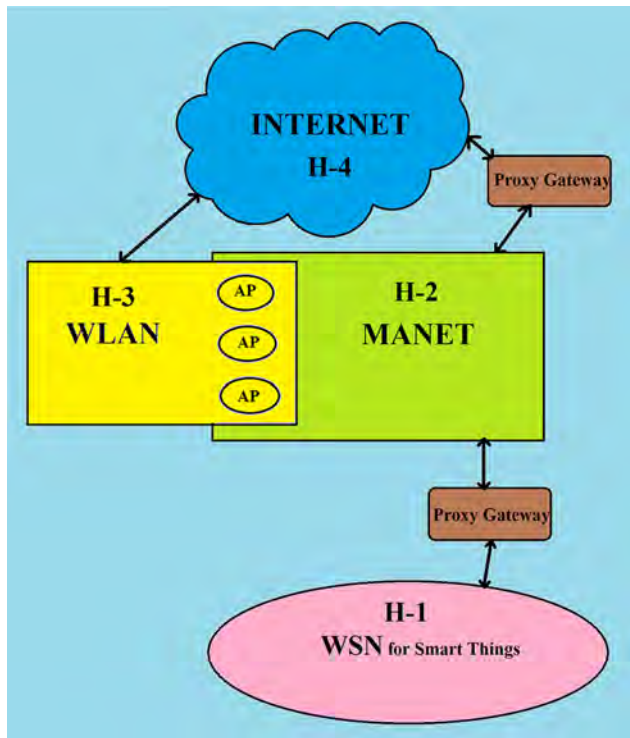 INTERNET
H-4
Proxy Gateway
H-3
WLAN
AP
AP
AP
H-2
MANET
Proxy Gateway
H-1
WSN for Smart Things